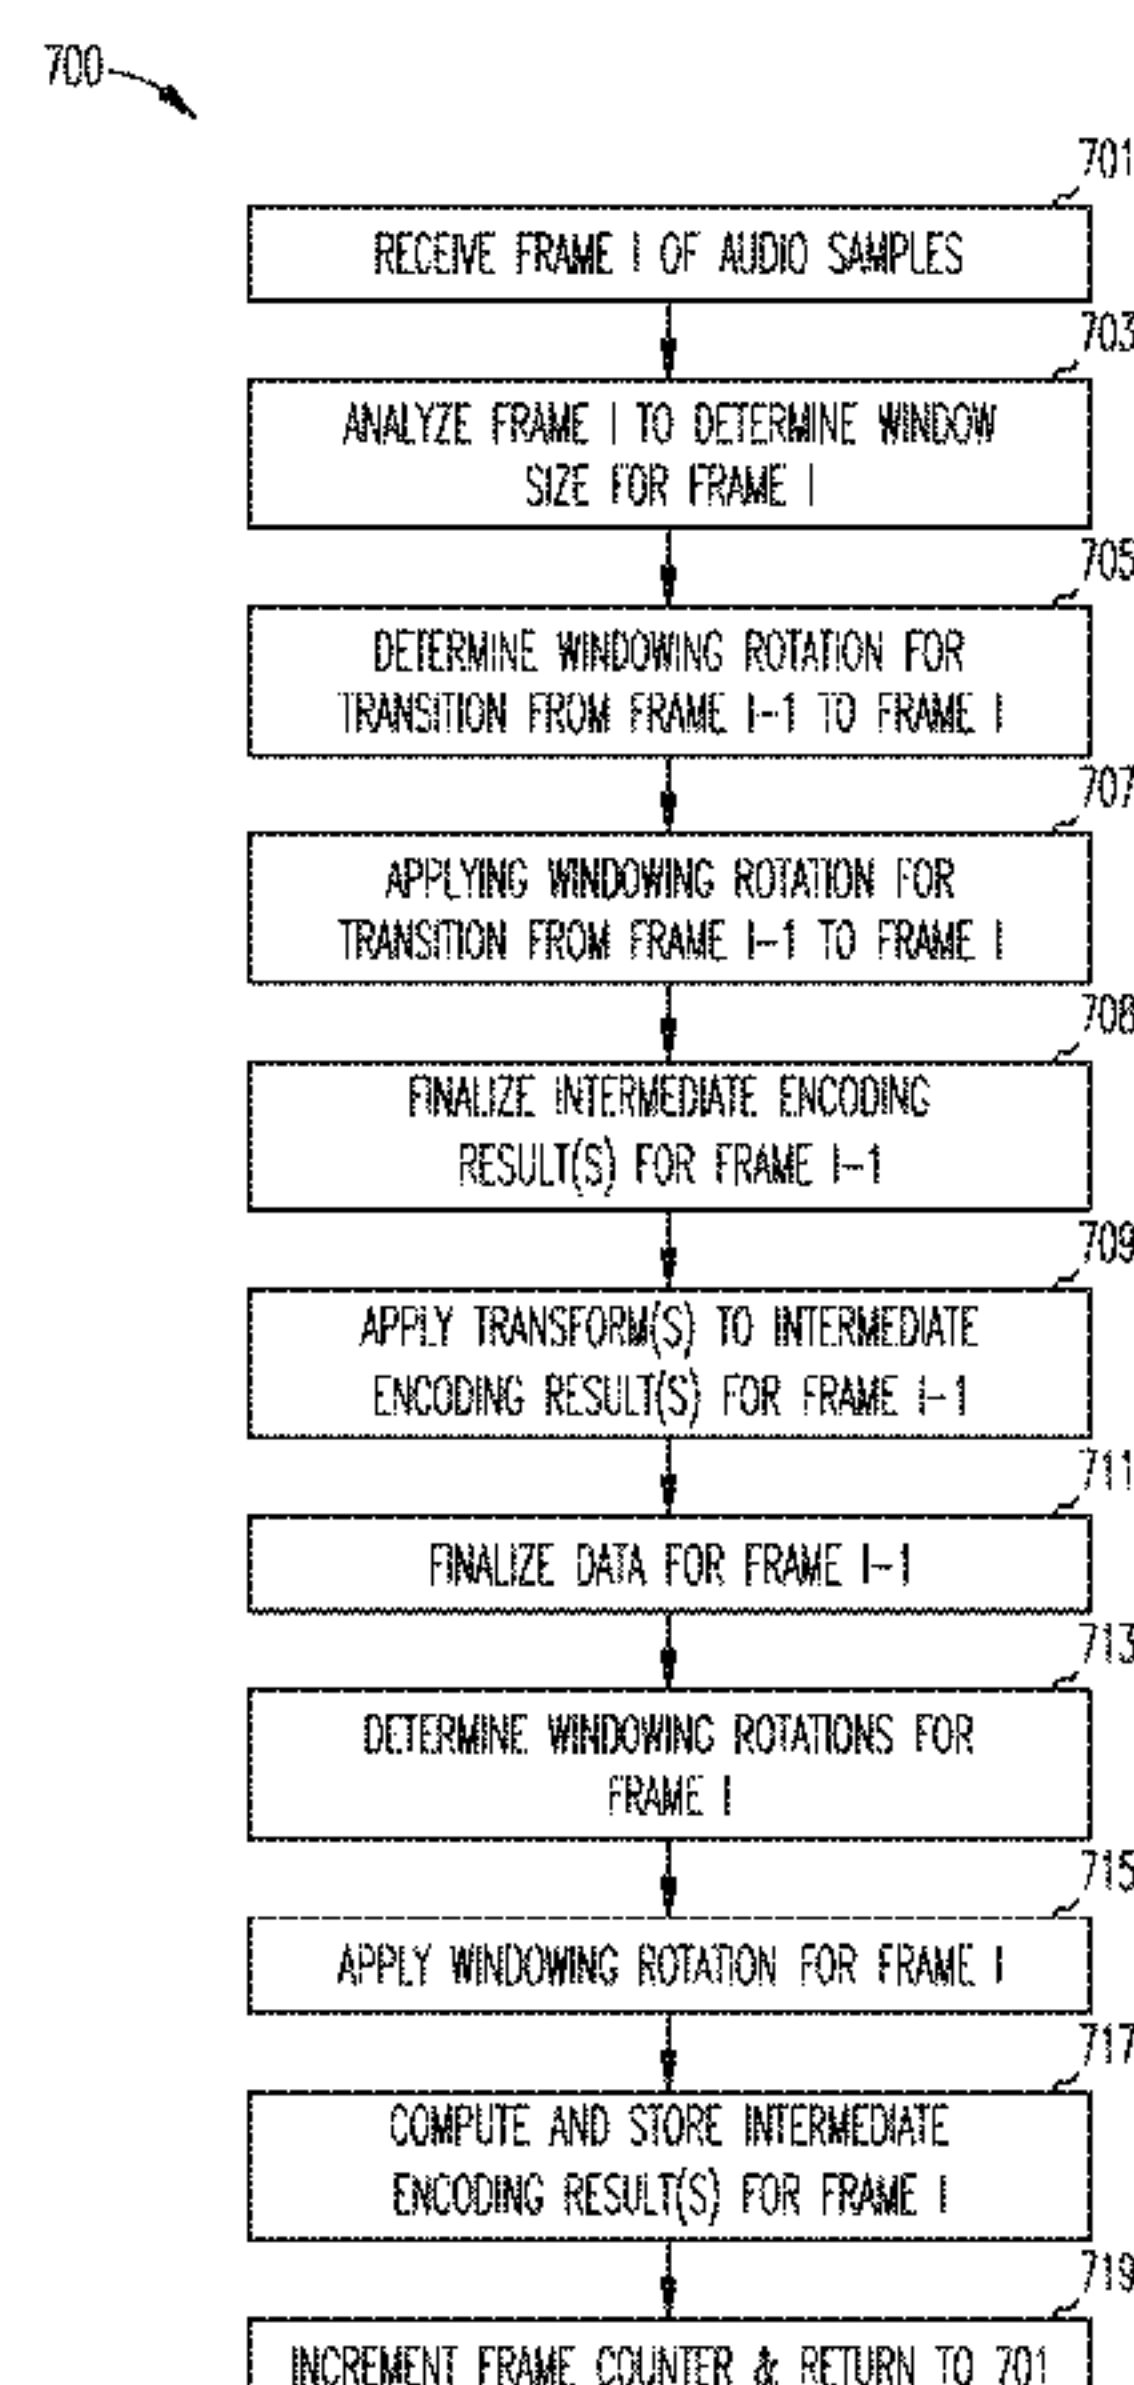 700
701
RECEIVE FRAME I OF AUDIO SAMPLES
703
ANALYZE FRAME I TO DETERMINE WINDOW
SIZE FOR FRAME I
705
DETERMINE WINDOWING ROTATION FOR
TRANSITION FROM FRAME I-1 TO FRAME I
707
APPLYING WINDOWING ROTATION FOR
TRANSITION FROM FRAME I-1 TO FRAME I
708
FINALIZE INTERMEDIATE ENCODING
RESULT(S) FOR FRAME I-1
709
APPLY TRANSFORM(S) TO INTERMEDIATE
ENCODING RESULT(S) FOR FRAME I-1
711
FINALIZE DATA FOR FRAME I-1
713
DETERMINE WINDOWING ROTATIONS FOR
FRAME I
715
APPLY WINDOWING ROTATION FOR FRAME I
717
COMPUTE AND STORE INTERMEDIATE
ENCODING RESULT(S) FOR FRAME I
719
INCREMENT FRAME COUNTER & RETURN TO 701